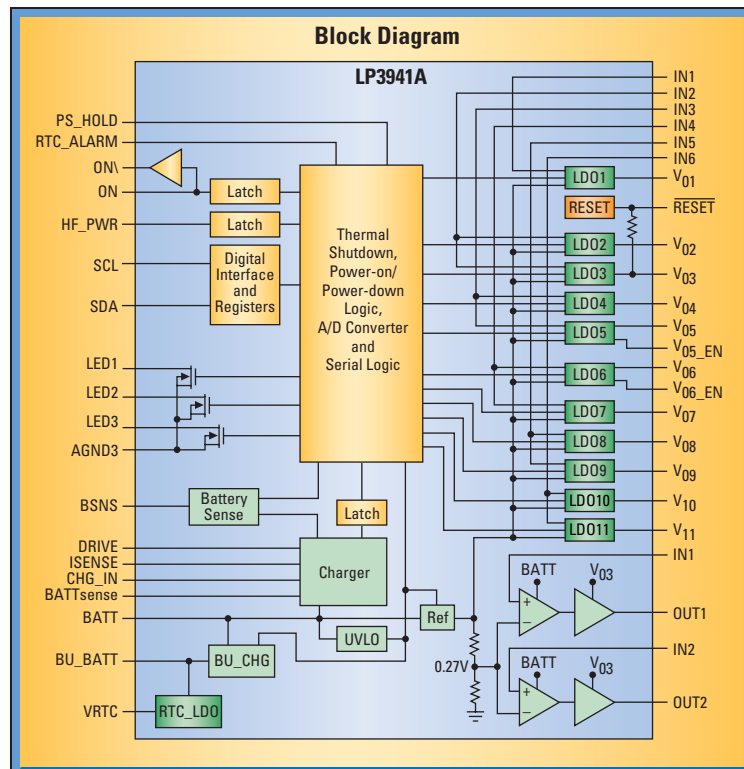 Block Diagram
LP3941A
PS_HOLD
RTC_ALARM
ON\
ON
HF_PWR
SCL
SDA
LED1
LED2
LED3
AGND3
BSNS
DRIVE
ISENSE
CHG_IN
BATTsense
BATT
BU_BATT
VRTC
Latch
Latch
Digital
Interface
and
Registers
Thermal
Shutdown,
Power-on/
Power-down
Logic,
A/D Converter
and
Serial Logic
Battery
Sense
Latch
Charger
UVLO
Ref
BU_CHG
RTC_LDO
0.27V
LDO1
RESET
LDO2
LDO3
LDO4
LDO5
LDO6
LDO7
LDO8
LDO9
LDO10
LDO11
BATT
V03
+
−
BATT
V03
+
−
IN1
IN2
IN3
IN4
IN5
IN6
V01
RESET
V02
V03
V04
V05
V05_EN
V06
V06_EN
V07
V08
V09
V10
V11
IN1
OUT1
IN2
OUT2